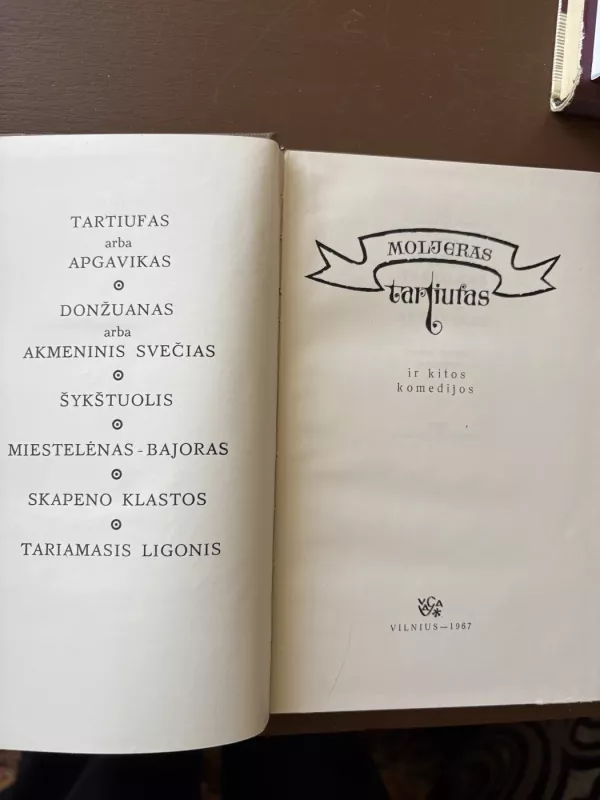 TARTIUFAS
arba
APGAVIKAS
DONŽUANAS
arba
AKMENINIS SVEČIAS
ŠYKŠTUOLIS
MIESTELĖNAS-BAJORAS
SKAPENO KLASTOS
TARIAMASIS LIGONIS
MOLJERAS
tartiufas
ir kitos
komedijos
VAGA
VILNIUS—1967